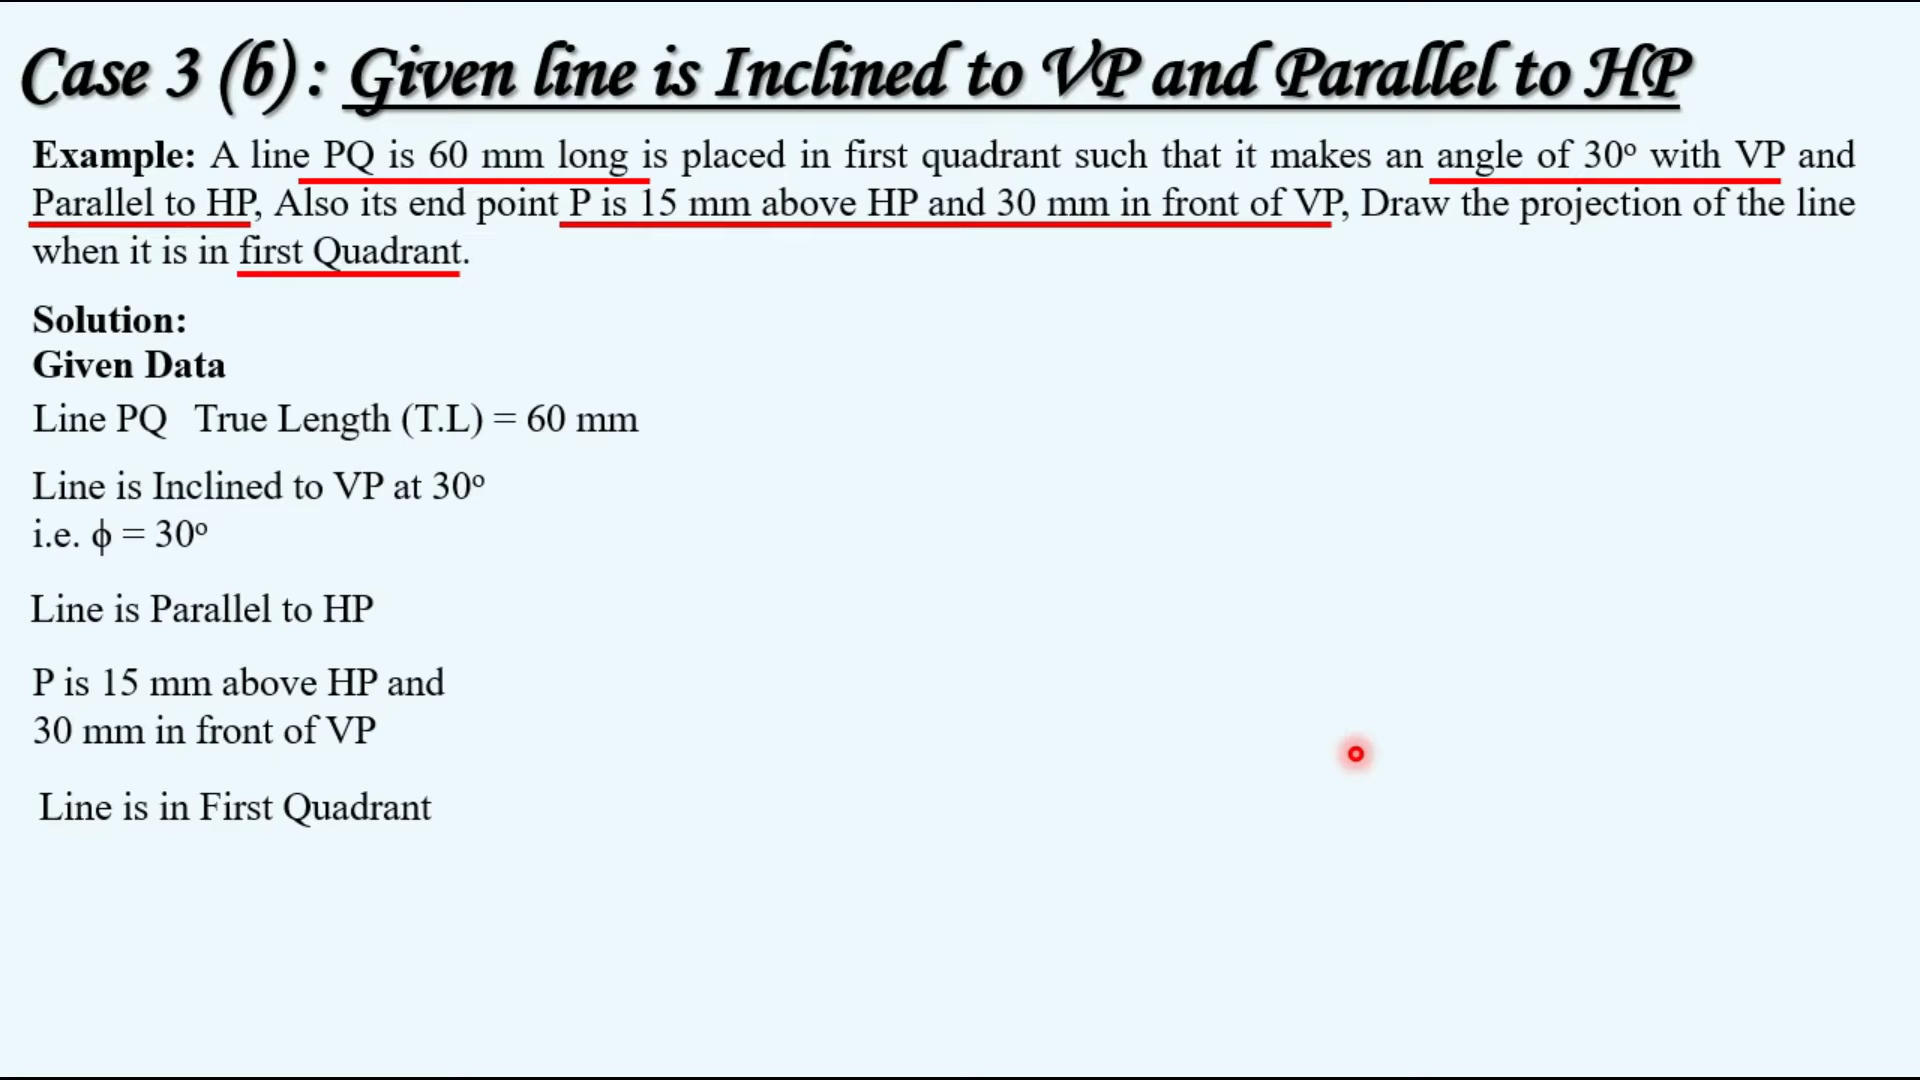 Case 3 (b) : Given line is Inclined to VP and Parallel to HP
Example: A line PQ is 60 mm long is placed in first quadrant such that it makes an angle of 30º with VP and
Parallel to HP, Also its end point P is 15 mm above HP and 30 mm in front of VP, Draw the projection of the line
when it is in first Quadrant.
Solution:
Given Data
Line PQ True Length (T.L) = 60 mm
Line is Inclined to VP at 30º
i.e. ϕ = 30º
Line is Parallel to HP
P is 15 mm above HP and
30 mm in front of VP
Line is in First Quadrant